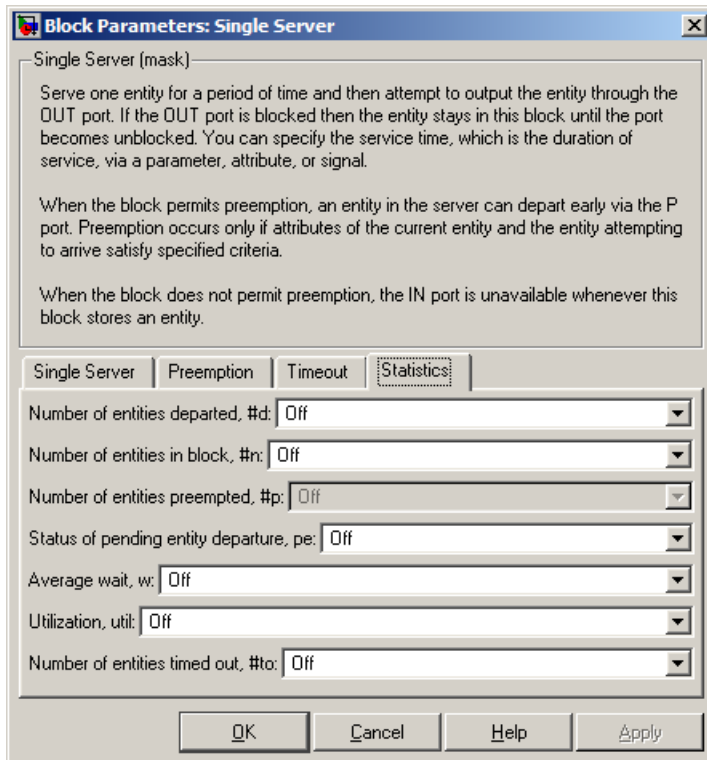 Block Parameters: Single Server
Single Server (mask)
Serve one entity for a period of time and then attempt to output the entity through the
OUT port. If the OUT port is blocked then the entity stays in this block until the port
becomes unblocked. You can specify the service time, which is the duration of
service, via a parameter, attribute, or signal.
When the block permits preemption, an entity in the server can depart early via the P
port. Preemption occurs only if attributes of the current entity and the entity attempting
to arrive satisfy specified criteria.
When the block does not permit preemption, the IN port is unavailable whenever this
block stores an entity.
Single Server Preemption Timeout Statistics
Number of entities departed, #d: Off
Number of entities in block, #n: Off
Number of entities preempted, #p: Off
Status of pending entity departure, pe: Off
Average wait, w: Off
Utilization, util: Off
Number of entities timed out, #to: Off
OK Cancel Help Apply